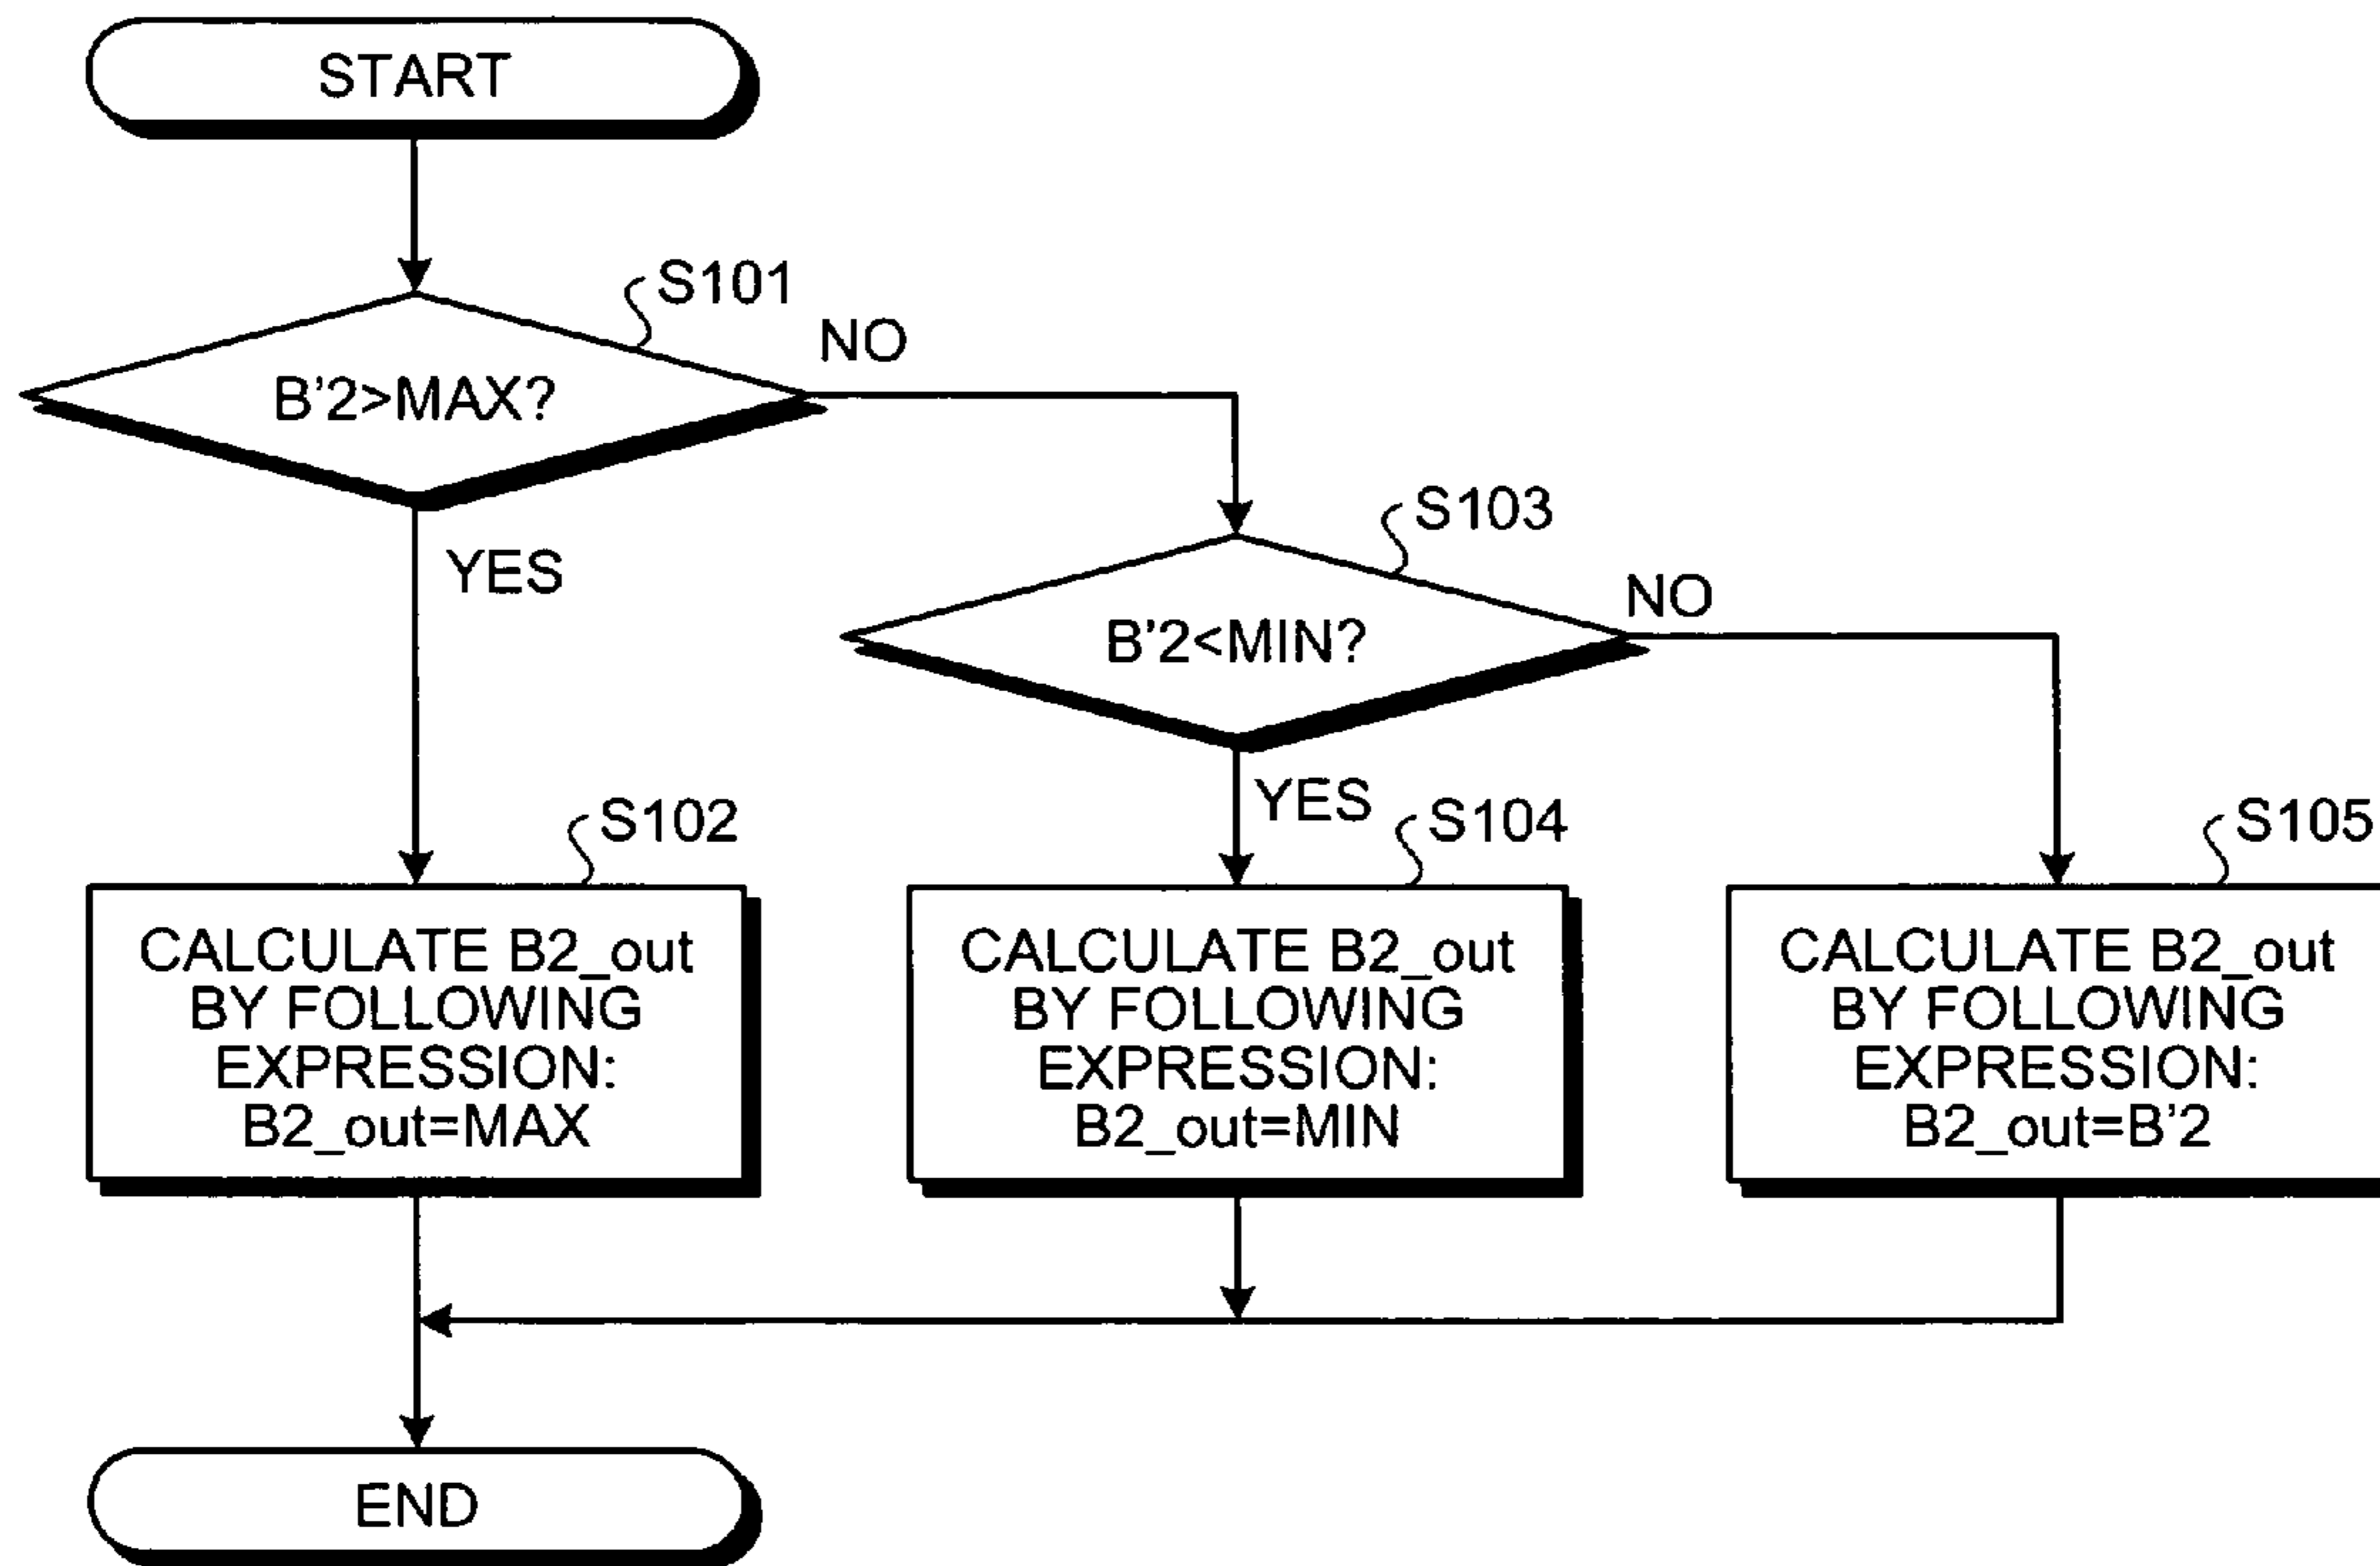 START
S101
NO
B'2>MAX?
S103
YES
NO
B'2<MIN?
YES
S102
S104
S105
CALCULATE B2_out
BY FOLLOWING
EXPRESSION:
B2_out=MAX
CALCULATE B2_out
BY FOLLOWING
EXPRESSION:
B2_out=MIN
CALCULATE B2_out
BY FOLLOWING
EXPRESSION:
B2_out=B'2
END